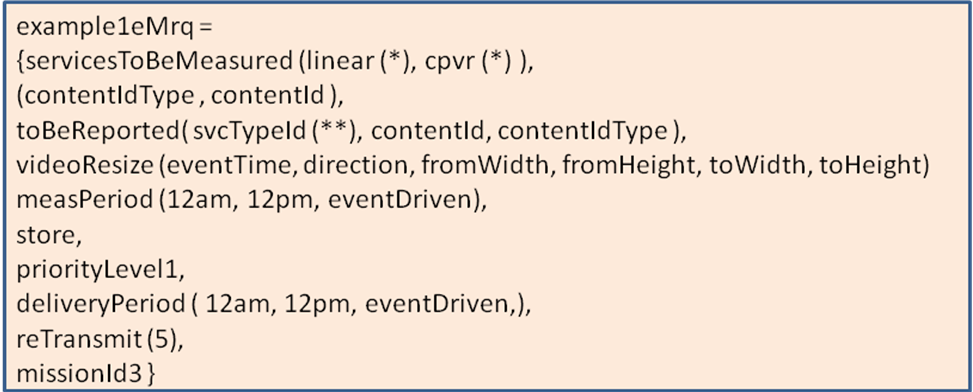 example1eMrq =
{servicesToBeMeasured (linear (*), cpvr (*) ),
(contentIdType, contentId ),
toBeReported( svcTypeId (**), contentId, contentIdType ),
videoResize (eventTime, direction, fromWidth, fromHeight, toWidth, toHeight)
measPeriod (12am, 12pm, eventDriven),
store,
priorityLevel1,
deliveryPeriod ( 12am, 12pm, eventDriven,),
reTransmit (5),
missionId3 }